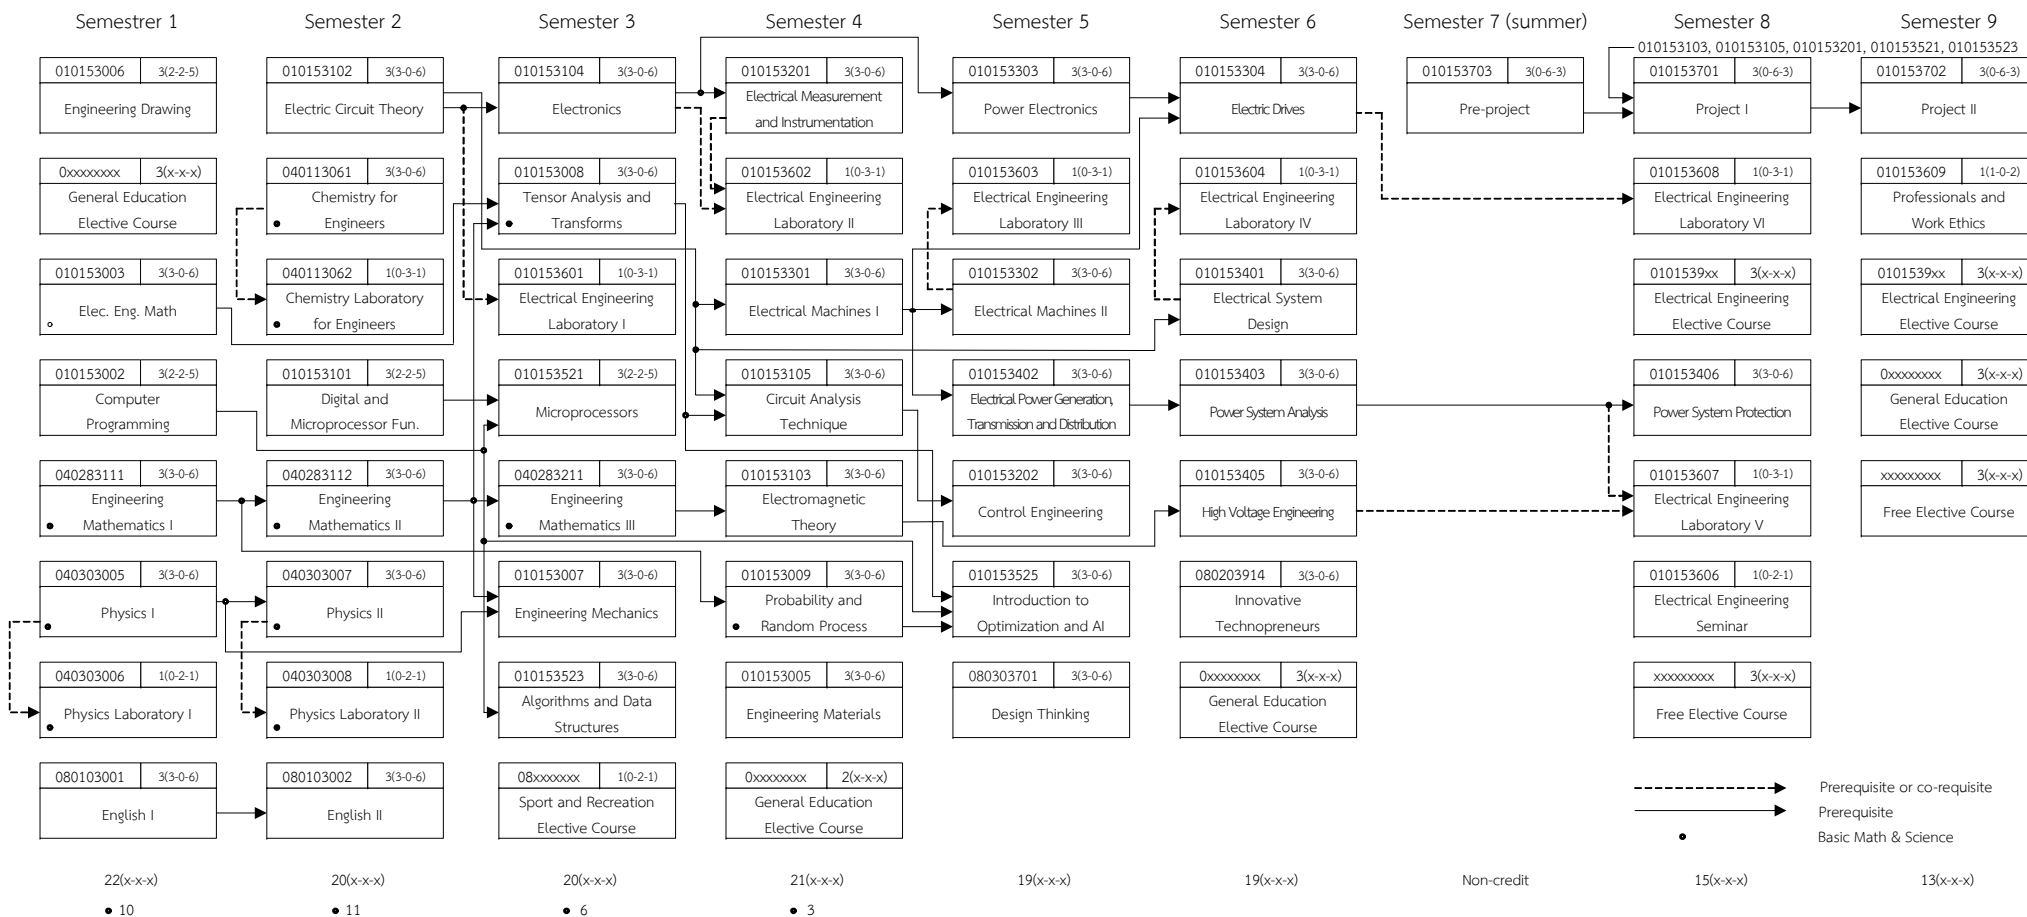 Semestrer 1
Semester 2
Semester 3
Semester 4
Semester 5
Semester 6
Semester 7 (summer)
Semester 8
Semester 9
010153103, 010153105, 010153201, 010153521, 010153523
010153006 3(2-2-5)
Engineering Drawing
010153102 3(3-0-6)
Electric Circuit Theory
010153104 3(3-0-6)
Electronics
010153201 3(3-0-6)
Electrical Measurement
and Instrumentation
010153303 3(3-0-6)
Power Electronics
010153304 3(3-0-6)
Electric Drives
010153703 3(0-6-3)
Pre-project
010153701 3(0-6-3)
Project I
010153702 3(0-6-3)
Project II
0xxxxxxxx 3(x-x-x)
General Education
Elective Course
040113061 3(3-0-6)
Chemistry for
Engineers
010153008 3(3-0-6)
Tensor Analysis and
Transforms
010153602 1(0-3-1)
Electrical Engineering
Laboratory II
010153603 1(0-3-1)
Electrical Engineering
Laboratory III
010153604 1(0-3-1)
Electrical Engineering
Laboratory IV
010153608 1(0-3-1)
Electrical Engineering
Laboratory VI
010153609 1(1-0-2)
Professionals and
Work Ethics
010153003 3(3-0-6)
Elec. Eng. Math
040113062 1(0-3-1)
Chemistry Laboratory
for Engineers
010153601 1(0-3-1)
Electrical Engineering
Laboratory I
010153301 3(3-0-6)
Electrical Machines I
010153302 3(3-0-6)
Electrical Machines II
010153401 3(3-0-6)
Electrical System
Design
0101539xx 3(x-x-x)
Electrical Engineering
Elective Course
0101539xx 3(x-x-x)
Electrical Engineering
Elective Course
010153002 3(2-2-5)
Computer
Programming
010153101 3(2-2-5)
Digital and
Microprocessor Fun.
010153521 3(2-2-5)
Microprocessors
010153105 3(3-0-6)
Circuit Analysis
Technique
010153402 3(3-0-6)
Electrical Power Generation,
Transmission and Distribution
010153403 3(3-0-6)
Power System Analysis
010153406 3(3-0-6)
Power System Protection
0xxxxxxxx 3(x-x-x)
General Education
Elective Course
040283111 3(3-0-6)
Engineering
Mathematics I
040283112 3(3-0-6)
Engineering
Mathematics II
040283211 3(3-0-6)
Engineering
Mathematics III
010153103 3(3-0-6)
Electromagnetic
Theory
010153202 3(3-0-6)
Control Engineering
010153405 3(3-0-6)
High Voltage Engineering
010153607 1(0-3-1)
Electrical Engineering
Laboratory V
xxxxxxxxx 3(x-x-x)
Free Elective Course
040303005 3(3-0-6)
Physics I
040303007 3(3-0-6)
Physics II
010153007 3(3-0-6)
Engineering Mechanics
010153009 3(3-0-6)
Probability and
Random Process
010153525 3(3-0-6)
Introduction to
Optimization and AI
080203914 3(3-0-6)
Innovative
Technopreneurs
010153606 1(0-2-1)
Electrical Engineering
Seminar
040303006 1(0-2-1)
Physics Laboratory I
040303008 1(0-2-1)
Physics Laboratory II
010153523 3(3-0-6)
Algorithms and Data
Structures
010153005 3(3-0-6)
Engineering Materials
080303701 3(3-0-6)
Design Thinking
0xxxxxxxx 3(x-x-x)
General Education
Elective Course
xxxxxxxxx 3(x-x-x)
Free Elective Course
080103001 3(3-0-6)
English I
080103002 3(3-0-6)
English II
08xxxxxxx 1(0-2-1)
Sport and Recreation
Elective Course
0xxxxxxxx 2(x-x-x)
General Education
Elective Course
Prerequisite or co-requisite
Prerequisite
Basic Math & Science
22(x-x-x)
20(x-x-x)
20(x-x-x)
21(x-x-x)
19(x-x-x)
19(x-x-x)
Non-credit
15(x-x-x)
13(x-x-x)
10
11
6
3